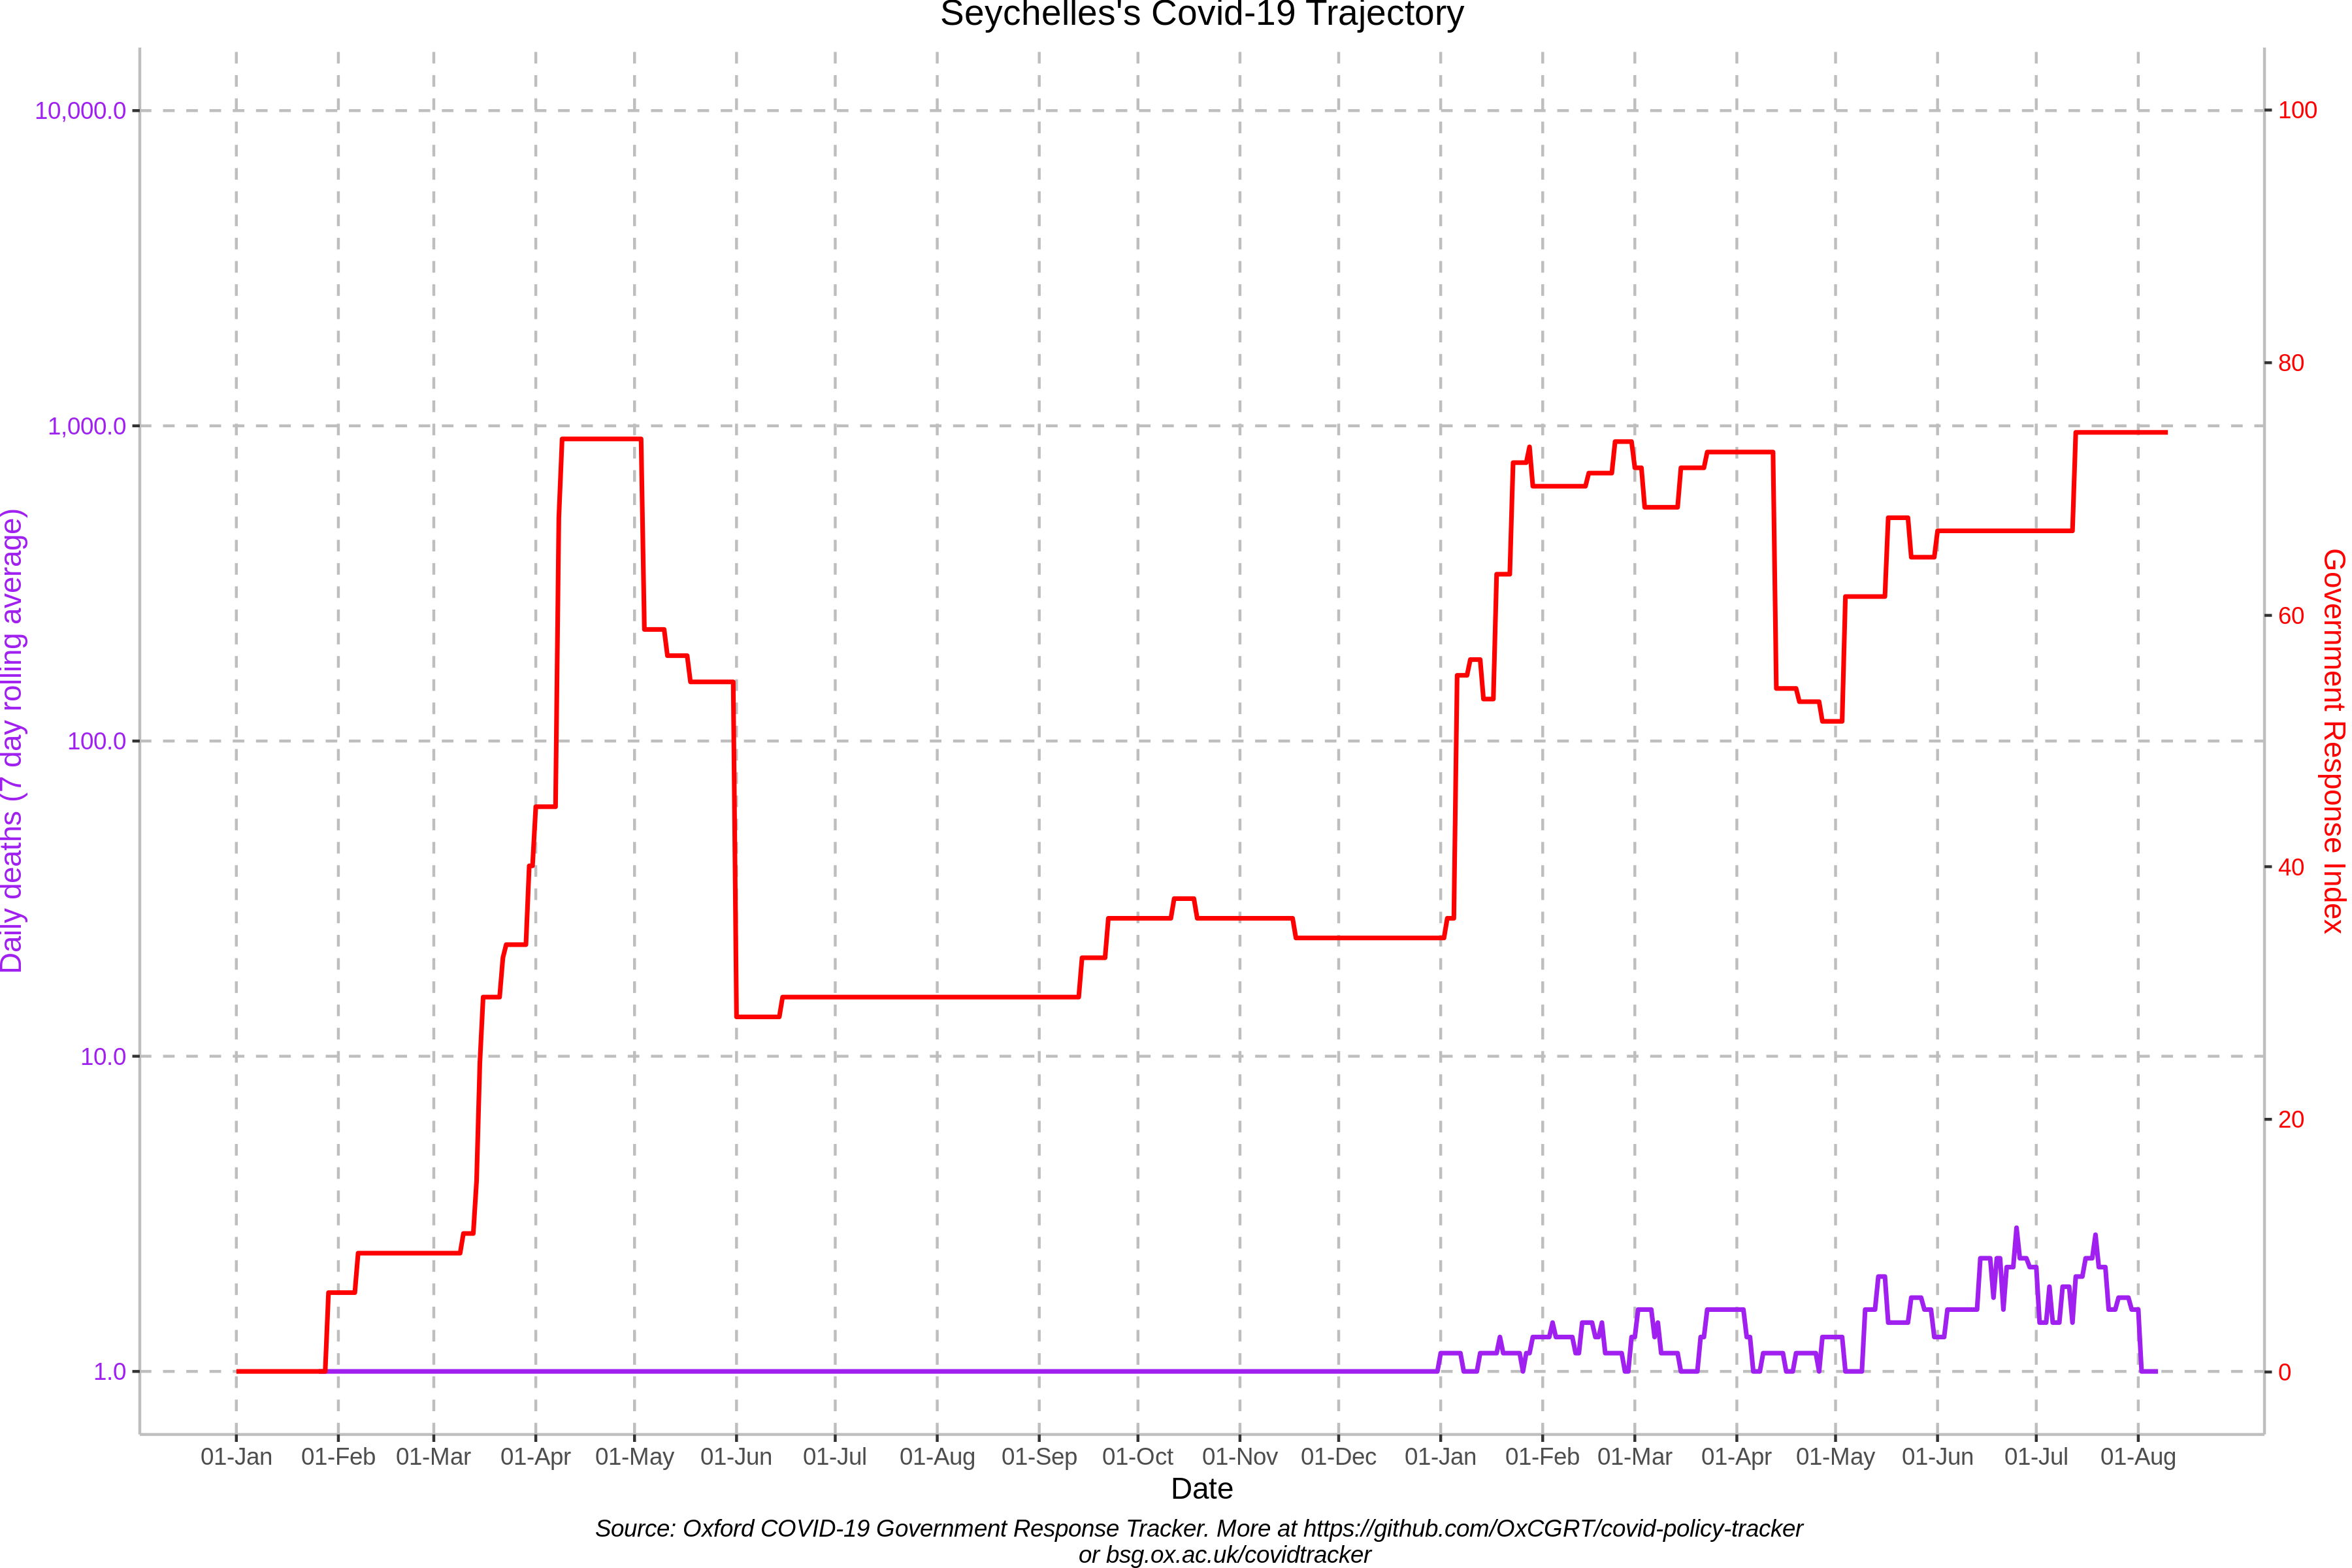 Seychelles's Covid-19 Trajectory
10,000.0
1,000.0
100.0
10.0
1.0
Daily deaths (7 day rolling average)
100
80
60
40
20
0
Government Response Index
01-Jan 01-Feb 01-Mar 01-Apr 01-May 01-Jun 01-Jul 01-Aug 01-Sep 01-Oct 01-Nov 01-Dec 01-Jan 01-Feb 01-Mar 01-Apr 01-May 01-Jun 01-Jul 01-Aug
Date
Source: Oxford COVID-19 Government Response Tracker. More at https://github.com/OxCGRT/covid-policy-tracker
or bsg.ox.ac.uk/covidtracker